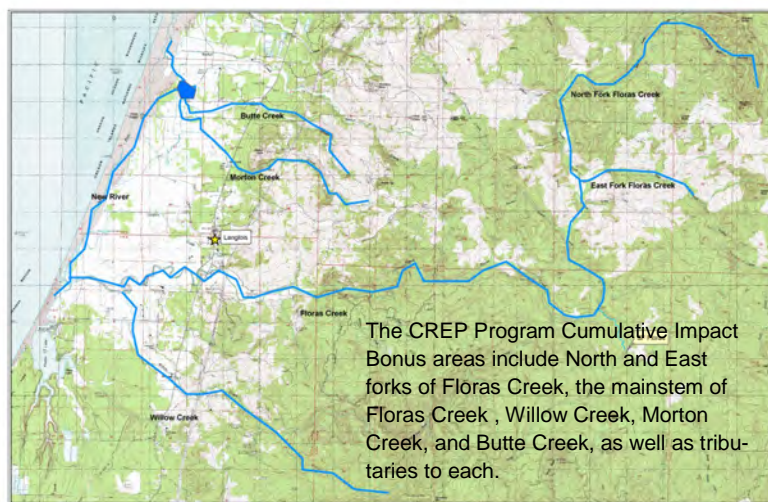 PACIFIC
North Fork Floras Creek
Butte Creek
Morton Creek
East Fork Floras Creek
New River
Langlois
Floras Creek
Willow Creek
The CREP Program Cumulative Impact
Bonus areas include North and East
forks of Floras Creek, the mainstem of
Floras Creek , Willow Creek, Morton
Creek, and Butte Creek, as well as tribu-
taries to each.